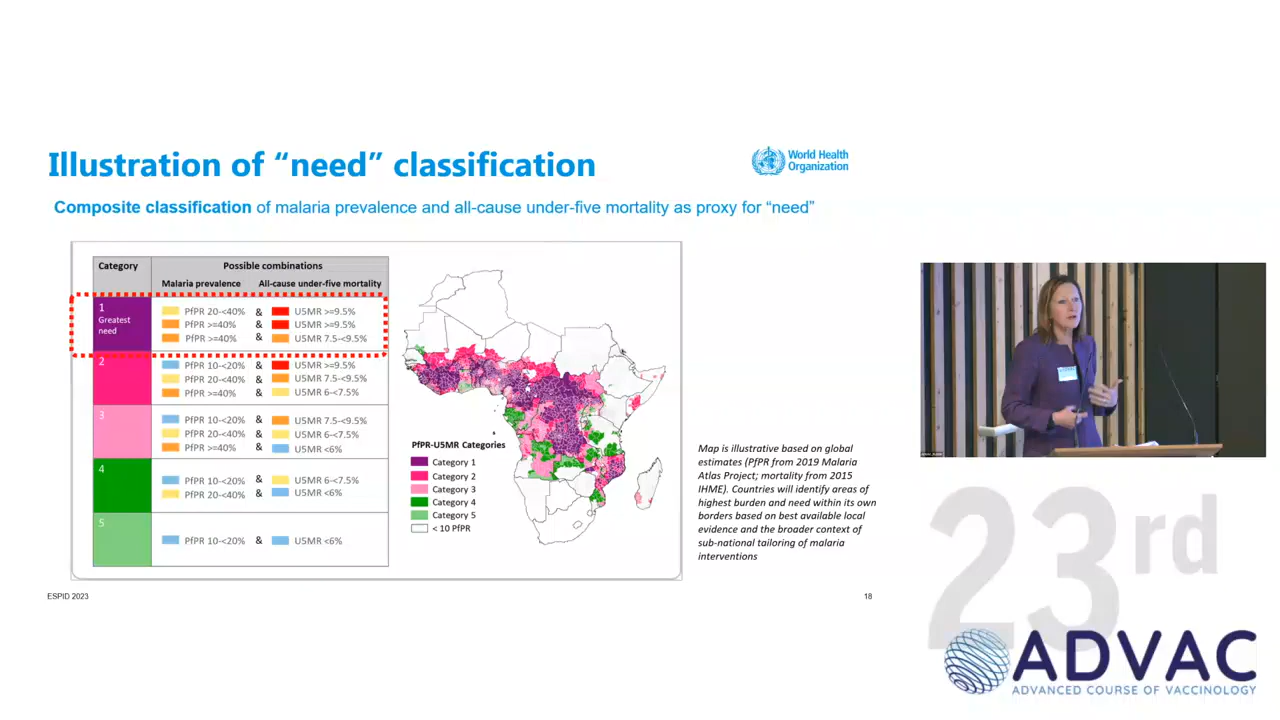 Illustration of “need” classification
World Health
Organization
Composite classification of malaria prevalence and all-cause under-five mortality as proxy for “need”
Category
Possible combinations
Malaria prevalence
All-cause under-five mortality
1
Greatest
need
PfPR 20-<40% & U5MR >=9.5%
PfPR >=40% & U5MR >=9.5%
PfPR >=40% & U5MR 7.5-<9.5%
2
PfPR 10-<20% & U5MR >=9.5%
PfPR 20-<40% & U5MR 7.5-<9.5%
PfPR >=40% & U5MR 6-<7.5%
3
PfPR 10-<20% & U5MR 7.5-<9.5%
PfPR 20-<40% & U5MR 6-<7.5%
PfPR >=40% & U5MR <6%
4
PfPR 10-<20% & U5MR 6-<7.5%
PfPR 20-<40% & U5MR <6%
5
PfPR 10-<20% & U5MR <6%
PfPR-U5MR Categories
Category 1
Category 2
Category 3
Category 4
Category 5
< 10 PfPR
Map is illustrative based on global
estimates (PfPR from 2019 Malaria
Atlas Project; mortality from 2015
IHME). Countries will identify areas of
highest burden and need within its own
borders based on best available local
evidence and the broader context of
sub-national tailoring of malaria
interventions
ESPID 2023
18
23rd
ADVAC
ADVANCED COURSE OF VACCINOLOGY